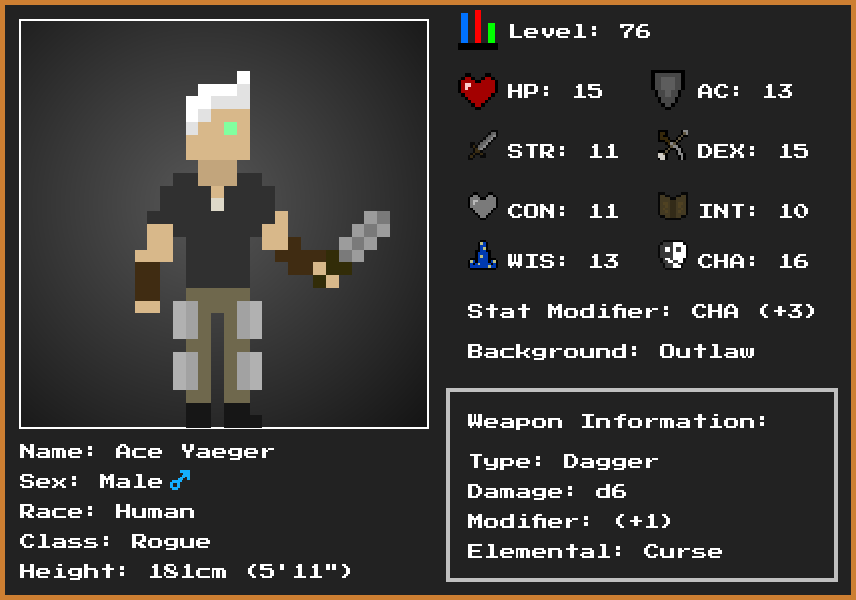 Level: 76
HP: 15 AC: 13
STR: 11 DEX: 15
CON: 11 INT: 10
WIS: 13 CHA: 16
Stat Modifier: CHA (+3)
Background: Outlaw
Weapon Information:
Type: Dagger
Damage: d6
Modifier: (+1)
Elemental: Curse
Name: Ace Yaeger
Sex: Male ♂
Race: Human
Class: Rogue
Height: 181cm (5'11")